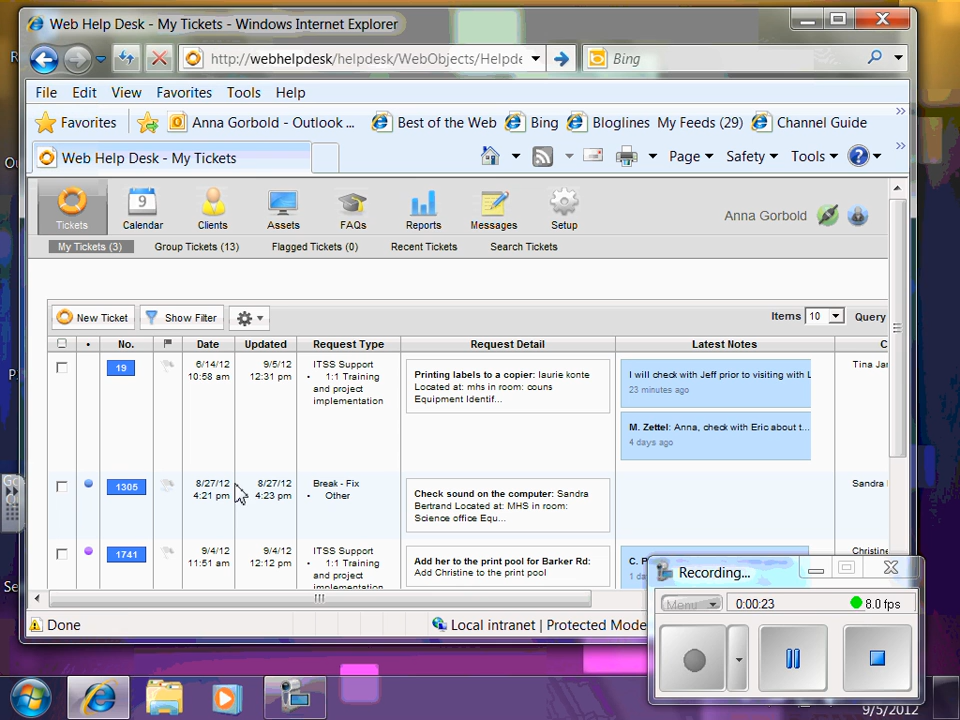 Web Help Desk - My Tickets - Windows Internet Explorer
http://webhelpdesk/helpdesk/WebObjects/Helpde
Bing
File Edit View Favorites Tools Help
Favorites Anna Gorbold - Outlook ... Best of the Web Bing Bloglines My Feeds (29) Channel Guide
Web Help Desk - My Tickets
Page Safety Tools
9
Tickets Calendar Clients Assets FAQs Reports Messages Setup
Anna Gorbold
My Tickets (3) Group Tickets (13) Flagged Tickets (0) Recent Tickets Search Tickets
New Ticket Show Filter Items 10 Query
No. Date Updated Request Type Request Detail Latest Notes C
19
6/14/12
10:58 am
9/5/12
12:31 pm
ITSS Support
• 1:1 Training
and project
implementation
Printing labels to a copier: laurie konte
Located at: mhs in room: couns
Equipment Identif...
I will check with Jeff prior to visiting with L
23 minutes ago
M. Zettel: Anna, check with Eric about t...
4 days ago
Tina Jar
1305
8/27/12
4:21 pm
8/27/12
4:23 pm
Break - Fix
• Other
Check sound on the computer: Sandra
Bertrand Located at: MHS in room:
Science office Equ...
Sandra
1741
9/4/12
11:51 am
9/4/12
12:12 pm
ITSS Support
• 1:1 Training
and project
implementation
Add her to the print pool for Barker Rd:
Add Christine to the print pool
C. P
1 da
Christine
Done
Local intranet | Protected Mode
Recording...
Menu 0:00:23 8.0 fps
9/5/2012